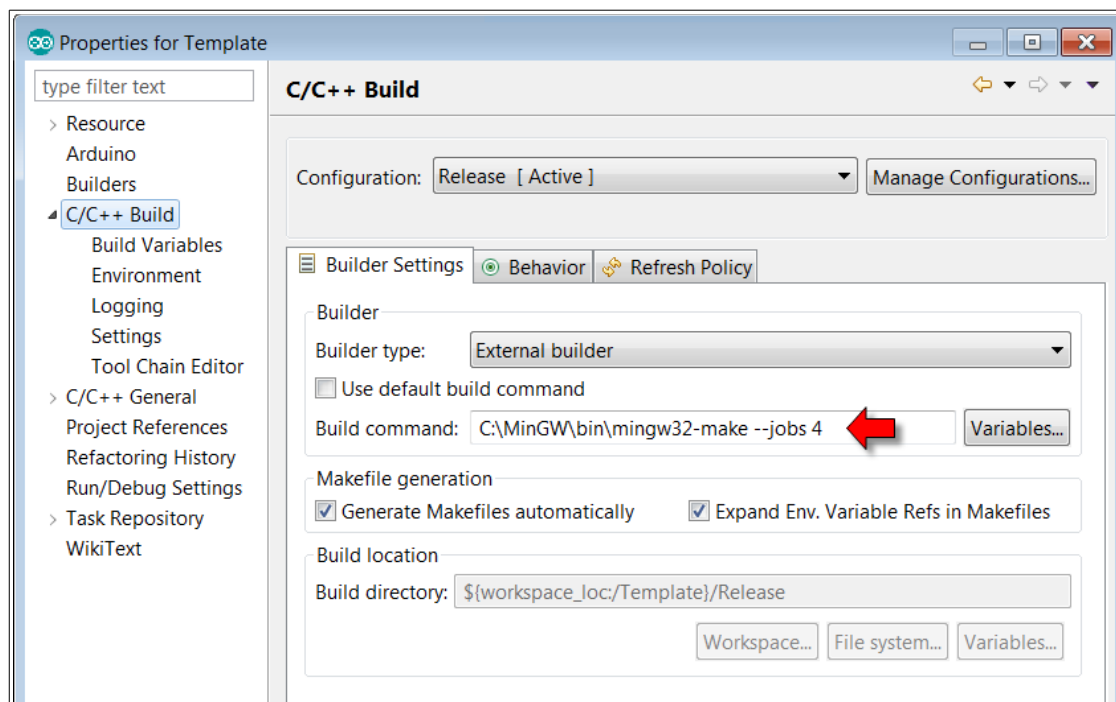 Properties for Template
type filter text
Resource
Arduino
Builders
C/C++ Build
Build Variables
Environment
Logging
Settings
Tool Chain Editor
C/C++ General
Project References
Refactoring History
Run/Debug Settings
Task Repository
WikiText
C/C++ Build
Configuration: Release [ Active ] Manage Configurations...
Builder Settings Behavior Refresh Policy
Builder
Builder type: External builder
Use default build command
Build command: C:\MinGW\bin\mingw32-make --jobs 4 Variables...
Makefile generation
Generate Makefiles automatically Expand Env. Variable Refs in Makefiles
Build location
Build directory: ${workspace_loc:/Template}/Release
Workspace... File system... Variables...